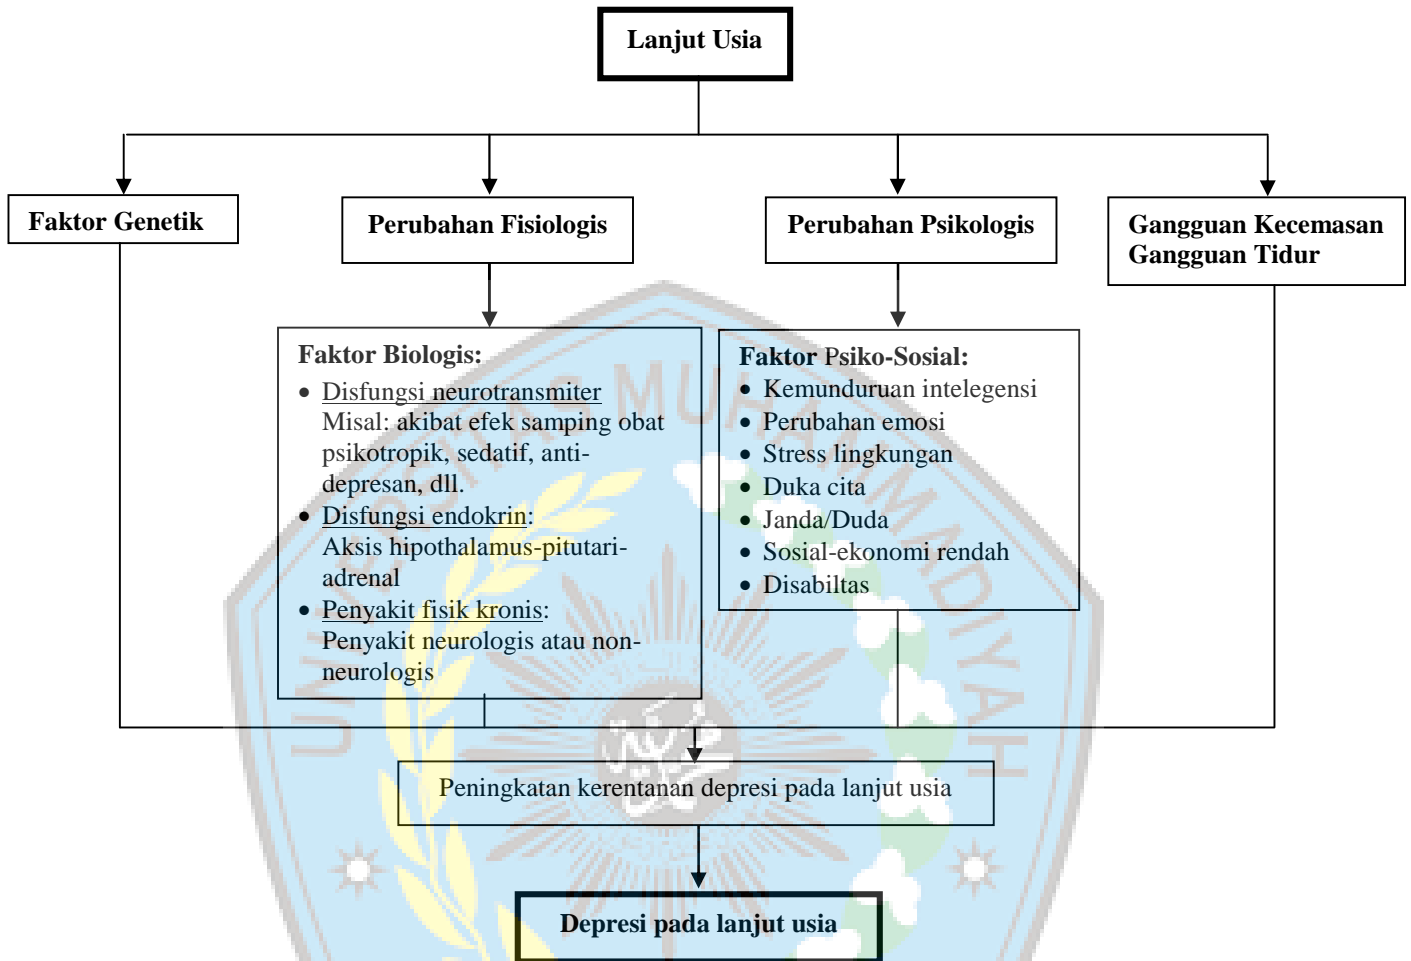 Lanjut Usia
Faktor Genetik
Perubahan Fisiologis
Perubahan Psikologis
Gangguan Kecemasan
Gangguan Tidur
Faktor Biologis:
• Disfungsi neurotransmiter
Misal: akibat efek samping obat
psikotropik, sedatif, anti-
depresan, dll.
• Disfungsi endokrin:
Aksis hipothalamus-pitutari-
adrenal
• Penyakit fisik kronis:
Penyakit neurologis atau non-
neurologis
Faktor Psiko-Sosial:
• Kemunduruan intelegensi
• Perubahan emosi
• Stress lingkungan
• Duka cita
• Janda/Duda
• Sosial-ekonomi rendah
• Disabiltas
UNIVERSITAS MUHAMMADIYAH
Peningkatan kerentanan depresi pada lanjut usia
Depresi pada lanjut usia